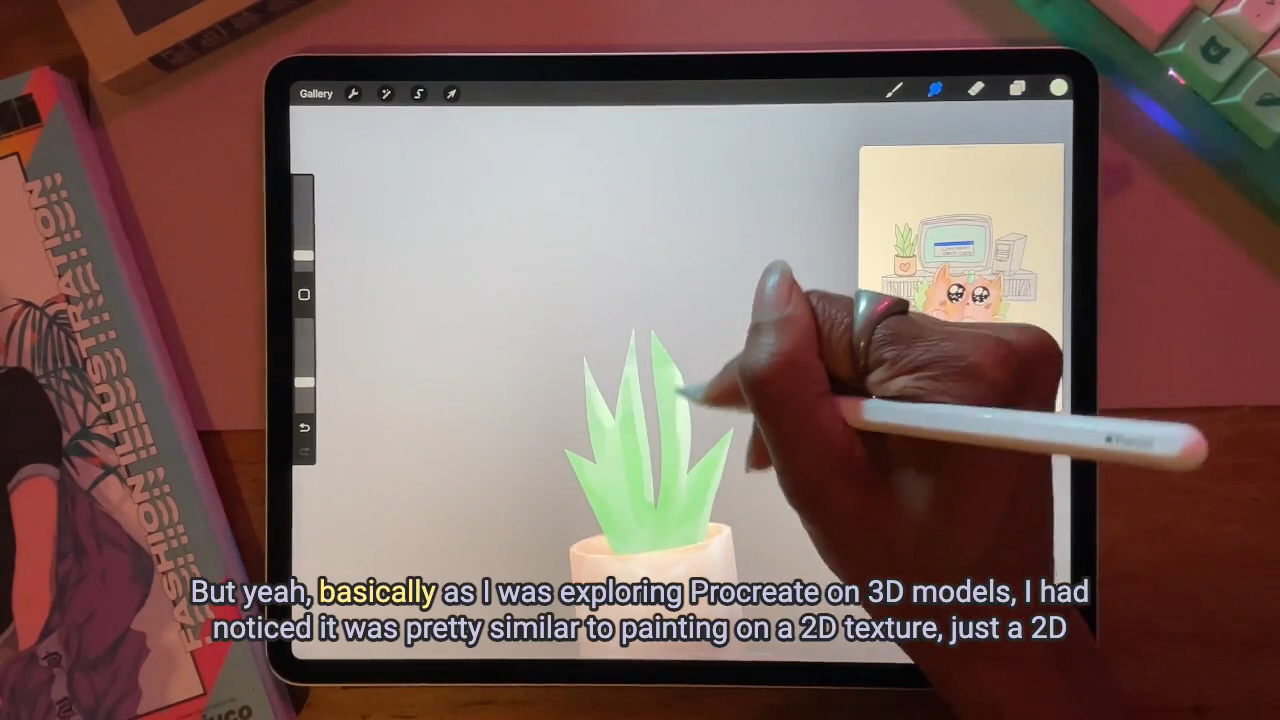 Gallery
FASHION ILLUSTRATION
But yeah, basically as I was exploring Procreate on 3D models, I had
noticed it was pretty similar to painting on a 2D texture, just a 2D